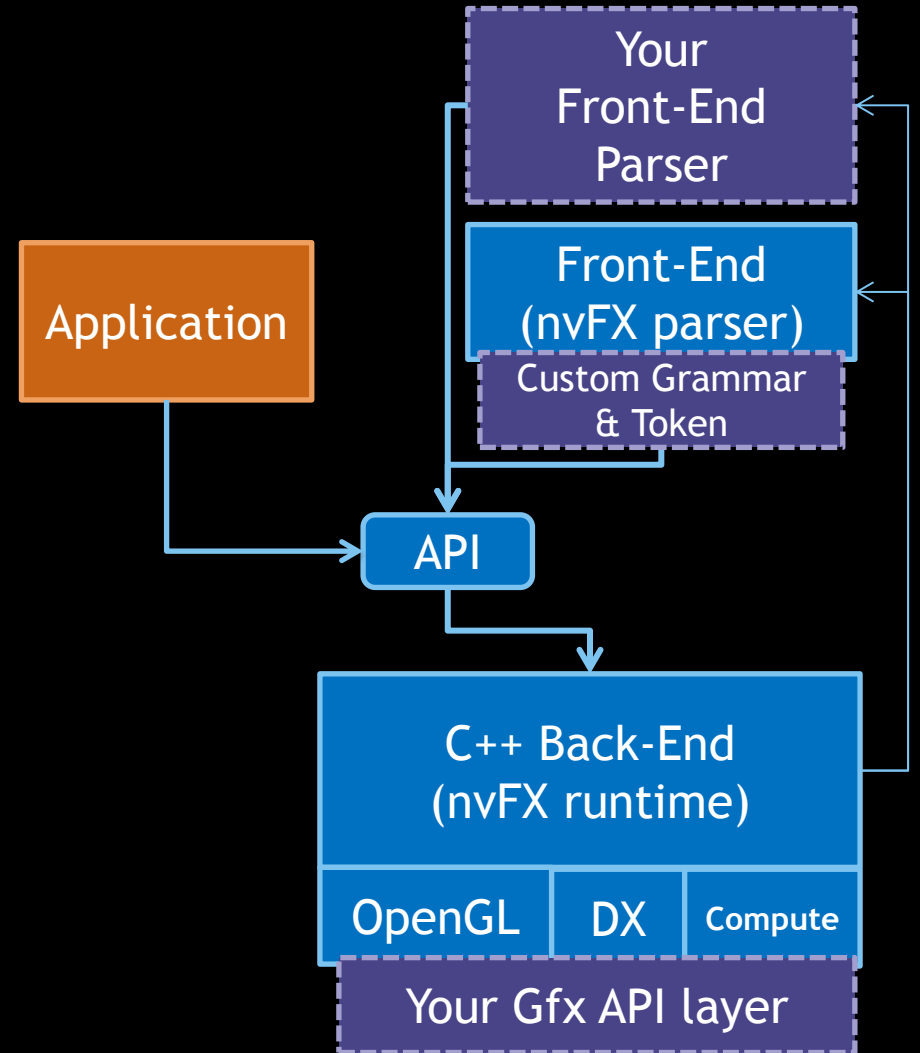 Your
Front-End
Parser
Front-End
(nvFX parser)
Custom Grammar
& Token
Application
API
C++ Back-End
(nvFX runtime)
OpenGL
DX
Compute
Your Gfx API layer